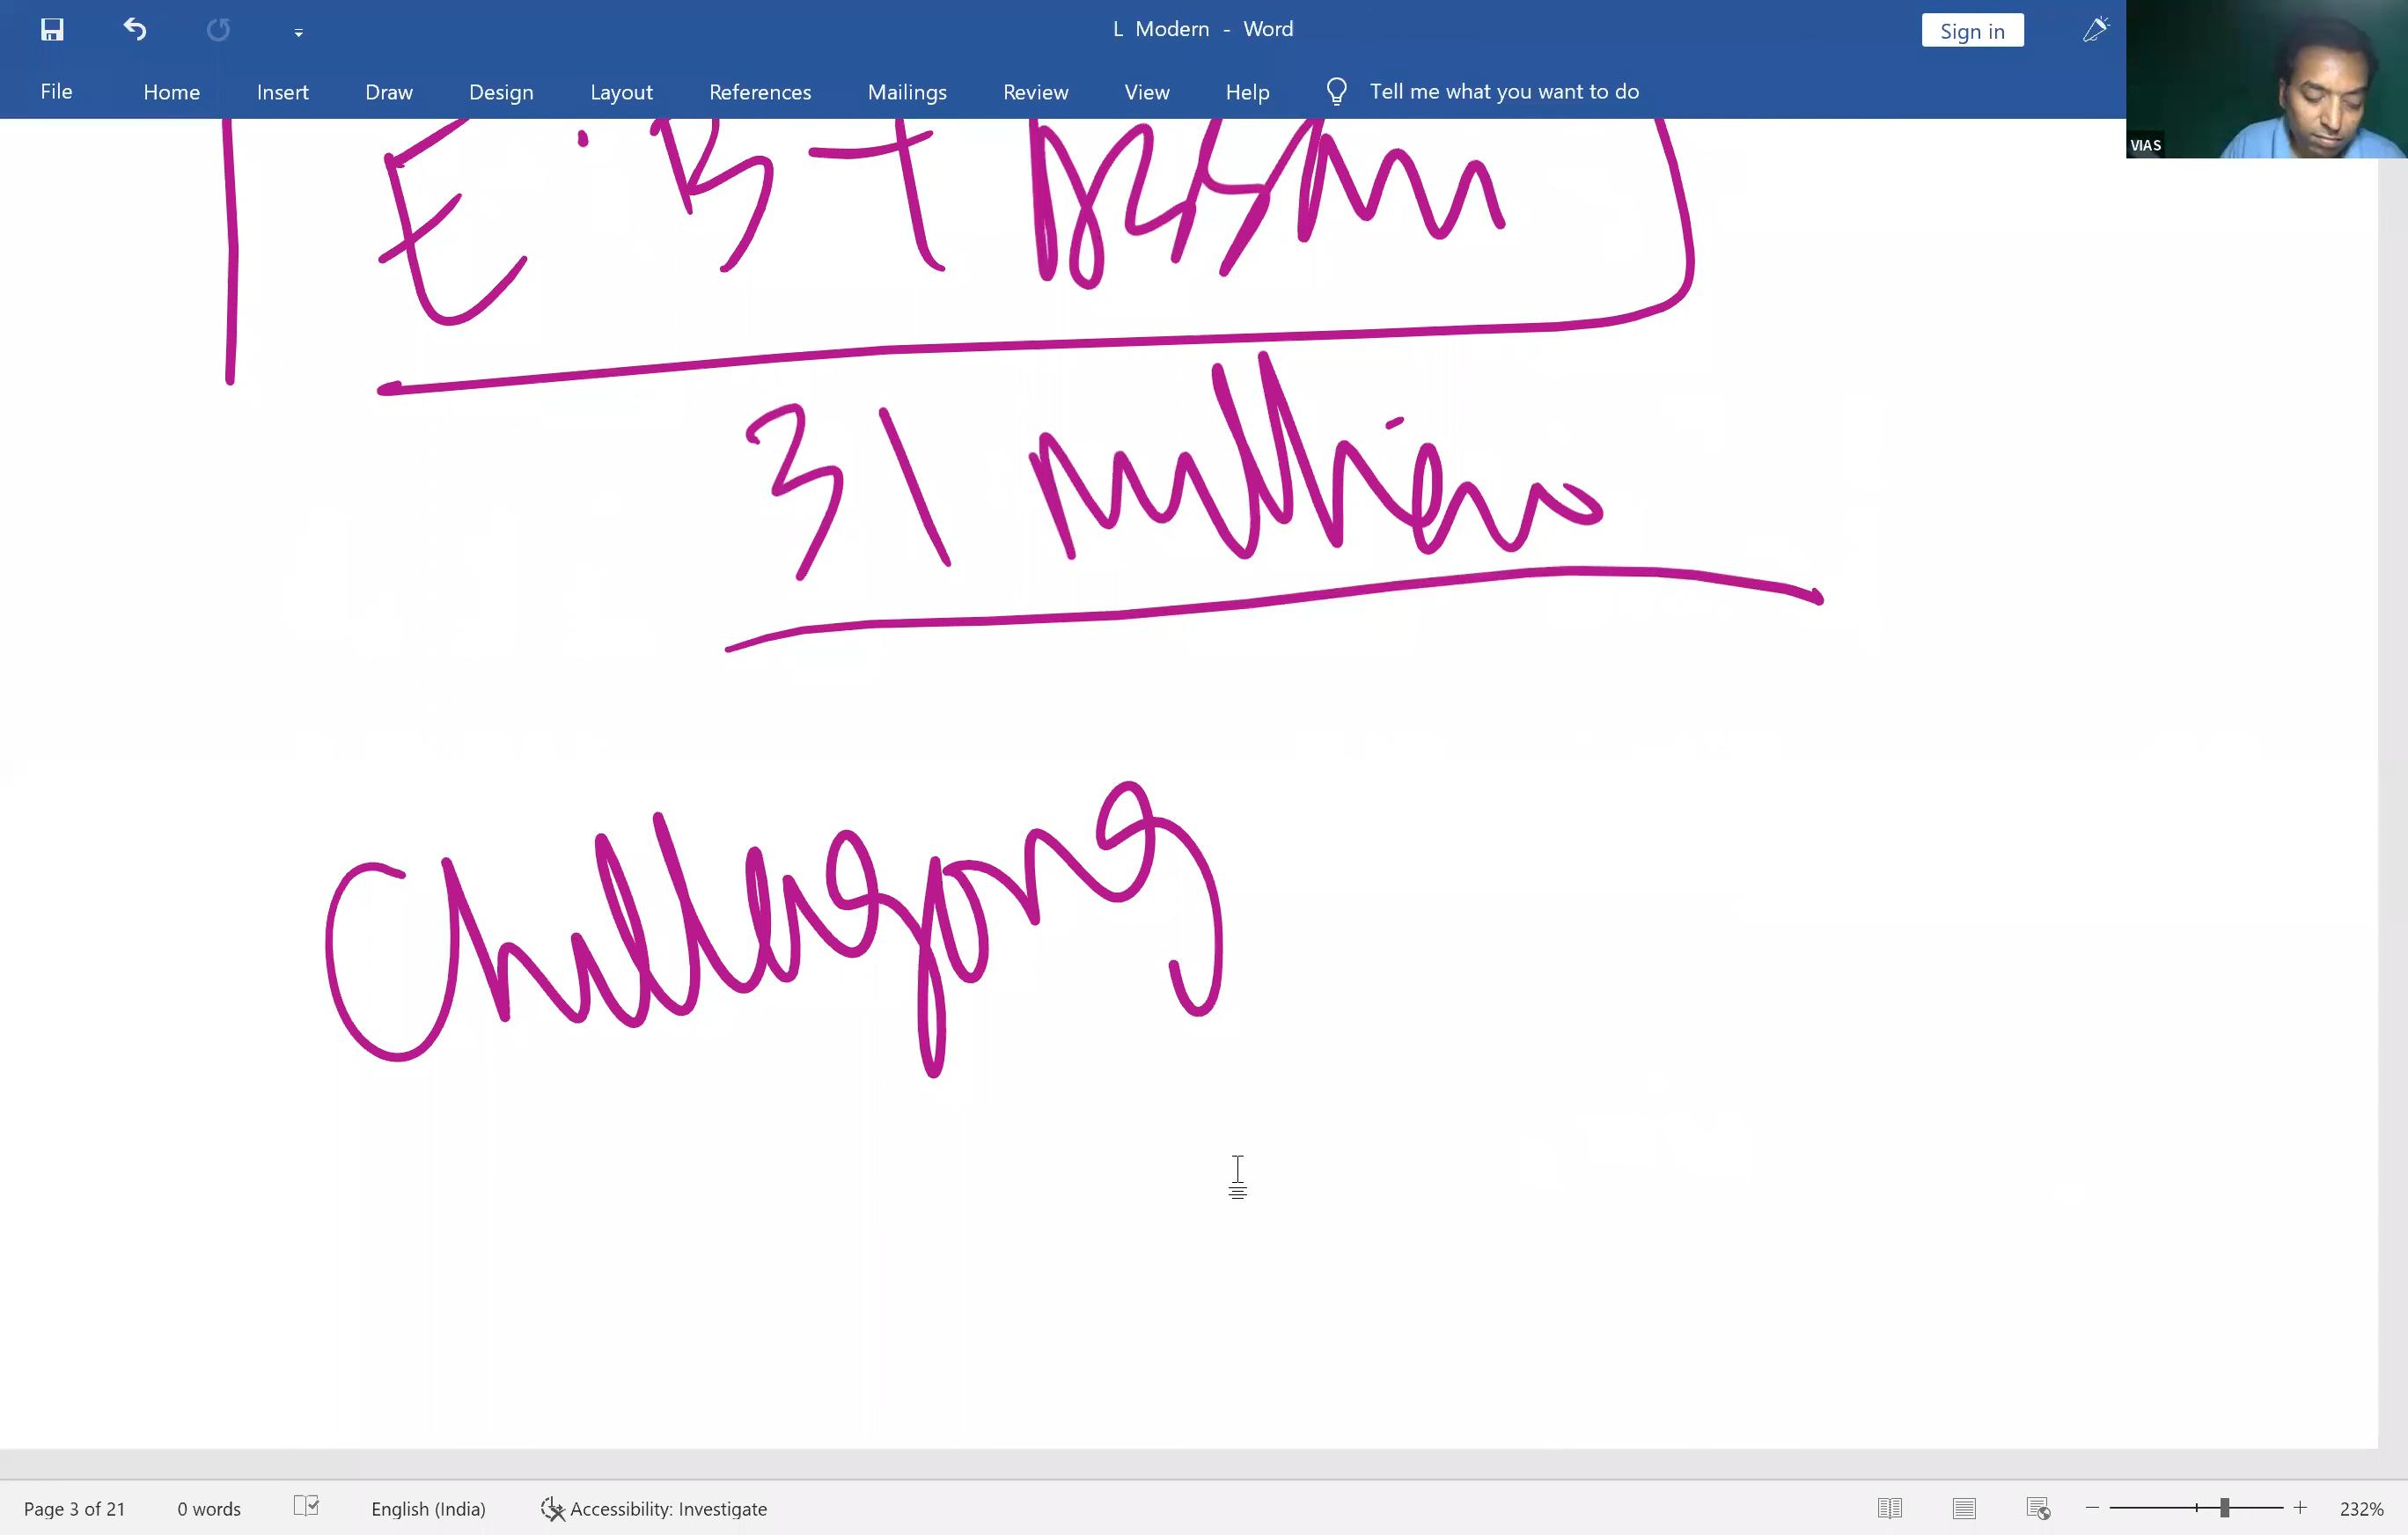 L Modern - Word
Sign in
File Home Insert Draw Design Layout References Mailings Review View Help Tell me what you want to do
VIAS
E. B +
31 million
Chittagong
Page 3 of 21 0 words English (India) Accessibility: Investigate 232%